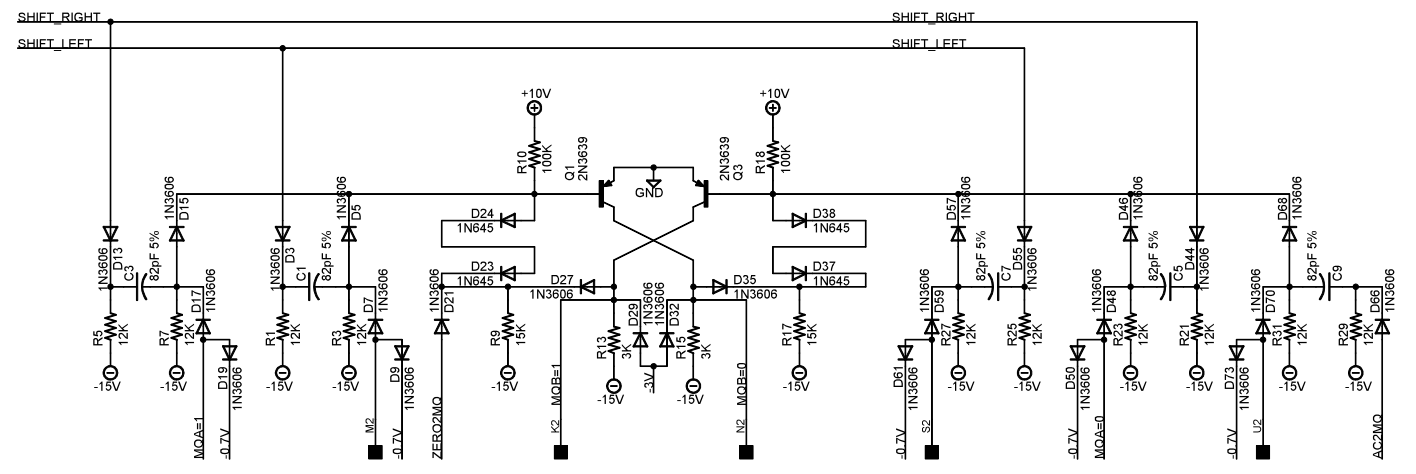 SHIFT_RIGHT
SHIFT_RIGHT
SHIFT_LEFT
SHIFT_LEFT
+10V
+10V
R10
100K
Q1
2N3639
GND
2N3639
Q3
R18
100K
D13
1N3606
C3
82pF 5%
1N3606
D15
D3
1N3606
C1
82pF 5%
1N3606
D5
D24
1N645
D38
1N645
D57
1N3606
82pF 5%
C7
D55
1N3606
D46
1N3606
82pF 5%
C5
D44
1N3606
D68
1N3606
82pF 5%
C9
D17
1N3606
D7
1N3606
D23
1N645
D21
1N3606
D27
1N3606
D29
1N3606
D32
1N3606
D35
1N3606
D37
1N645
D59
1N3606
D48
1N3606
D70
1N3606
D66
1N3606
R5
12K
R7
12K
R1
12K
R3
12K
R9
15K
R13
3K
R15
3K
R17
15K
R27
12K
R25
12K
R23
12K
R21
12K
R31
12K
R29
12K
-15V
-15V
D19
1N3606
-15V
-15V
D9
1N3606
-15V
-15V
-3V
-15V
-15V
D61
1N3606
-15V
-15V
D50
1N3606
-15V
-15V
D73
1N3606
-15V
-15V
MQA=1
-0.7V
M2
-0.7V
ZERO2MQ
K2
MQB=1
N2
MQB=0
-0.7V
S2
-0.7V
MQA=0
-0.7V
U2
AC2MQ